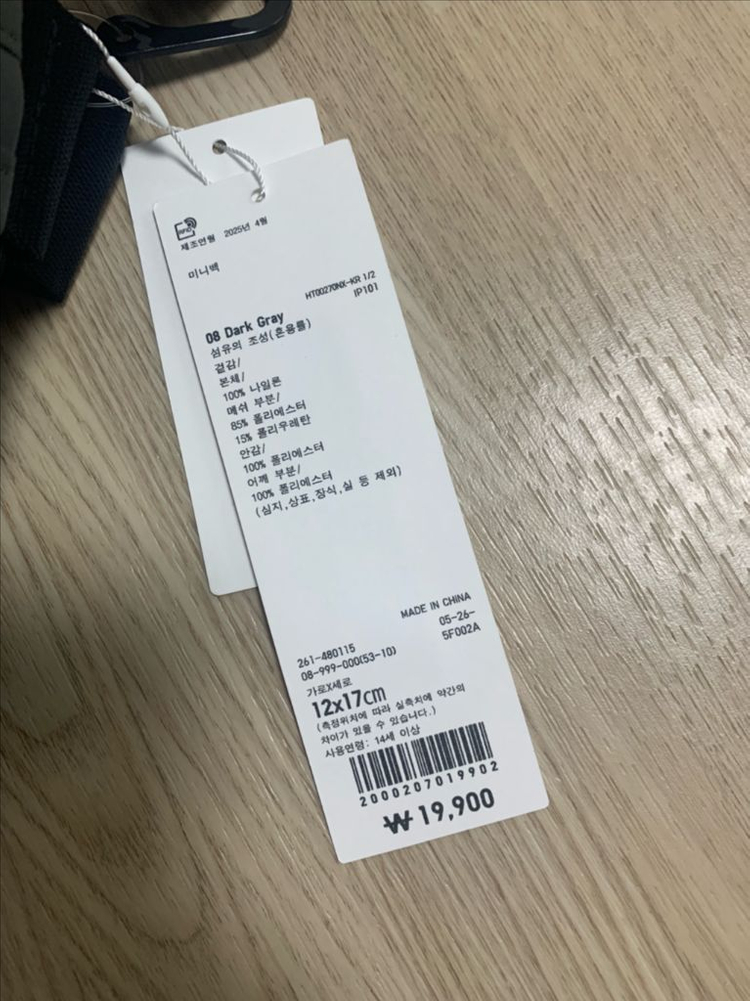 RFID
제조연월 2025년 4월
미니백
HT00270NX-KR 1/2
IP101
08 Dark Gray
섬유의 조성(혼용률)
겉감/
본체/
100% 나일론
메쉬 부분/
85% 폴리에스터
15% 폴리우레탄
안감/
100% 폴리에스터
어깨 부분/
100% 폴리에스터
(심지,상표,장식,실 등 제외)
MADE IN CHINA
05-26-
5F002A
261-480115
08-999-000(53-10)
가로X세로
12x17cm
(측정위치에 따라 실측치에 약간의
차이가 있을 수 있습니다.)
사용연령: 14세 이상
2000207019902
₩19,900